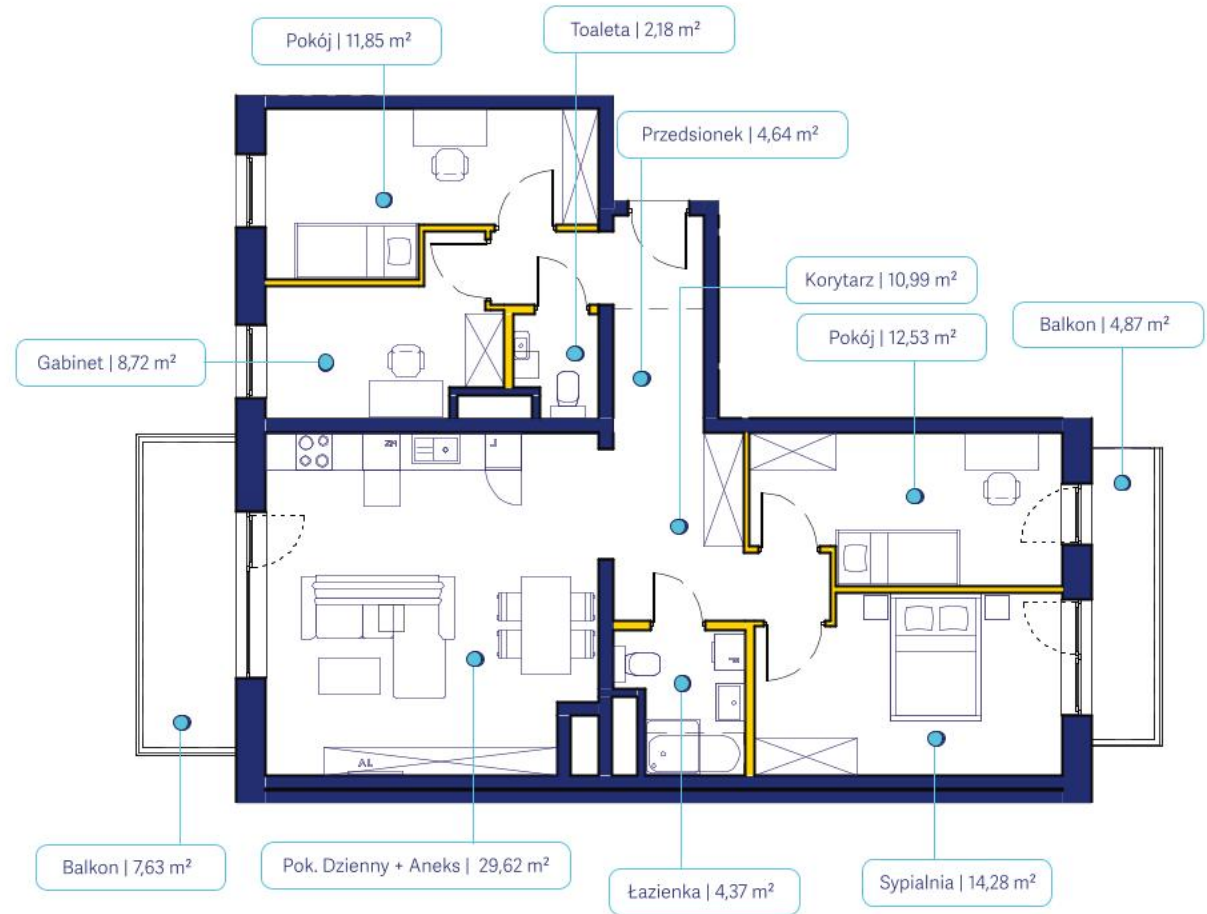 Toaleta | 2,18 m²
Pokój | 11,85 m²
Przedsionek | 4,64 m²
Korytarz | 10,99 m²
Balkon | 4,87 m²
Pokój | 12,53 m²
Gabinet | 8,72 m²
ZM
L
TV
Balkon | 7,63 m²
Pok. Dzienny + Aneks | 29,62 m²
Łazienka | 4,37 m²
Sypialnia | 14,28 m²